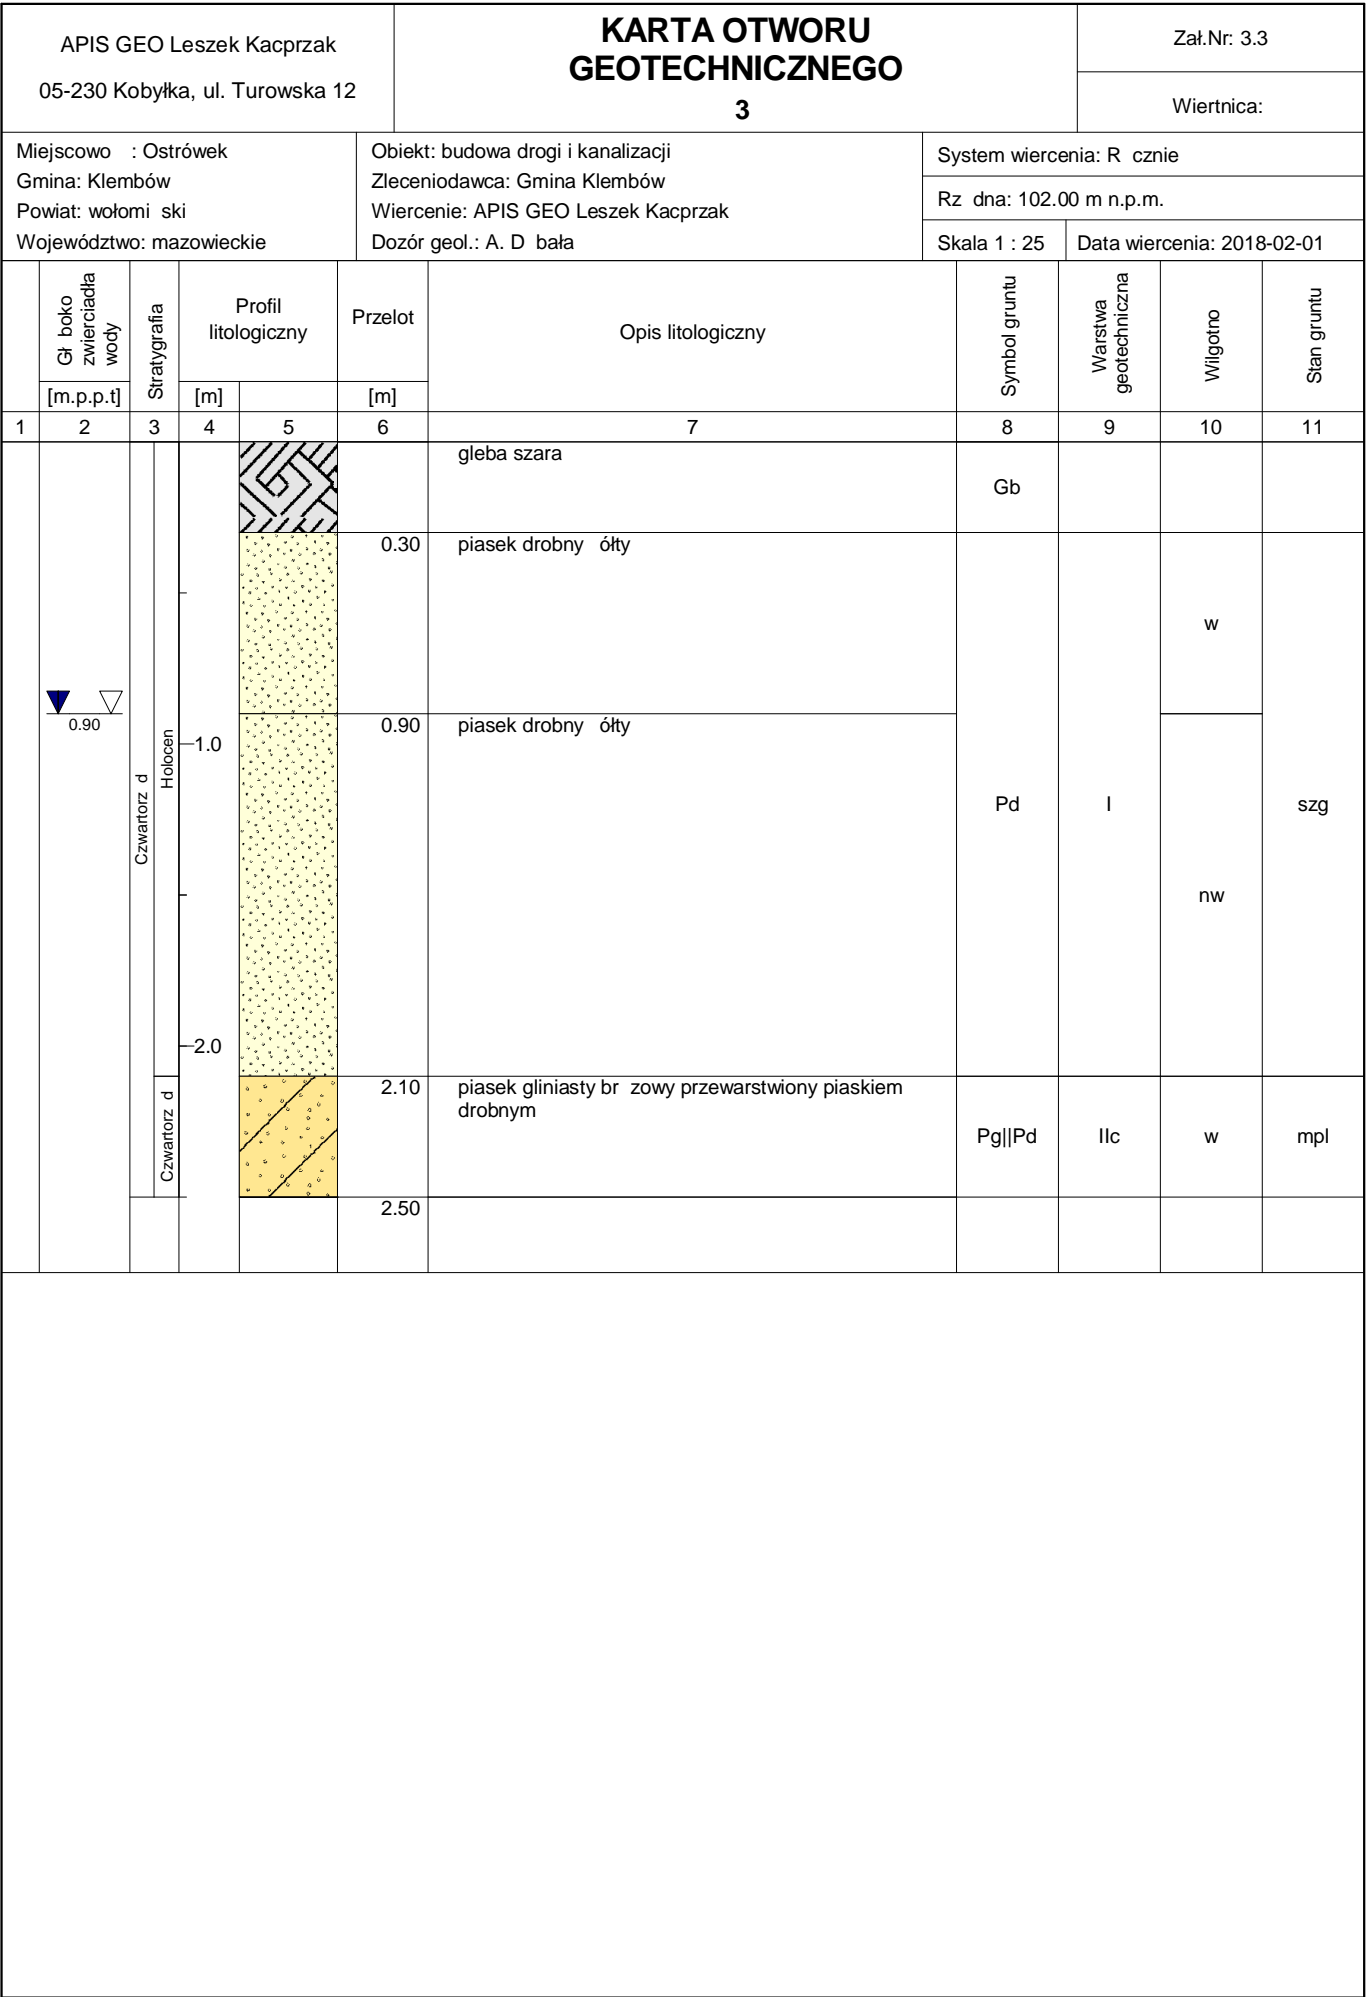 APIS GEO Leszek Kacprzak
05-230 Kobyłka, ul. Turowska 12
KARTA OTWORU
GEOTECHNICZNEGO
3
Zał.Nr: 3.3
Wiertnica:
Miejscowo : Ostrówek
Gmina: Klembów
Powiat: wołomi ski
Województwo: mazowieckie
Obiekt: budowa drogi i kanalizacji
Zleceniodawca: Gmina Klembów
Wiercenie: APIS GEO Leszek Kacprzak
Dozór geol.: A. D bała
System wiercenia: R cznie
Rz dna: 102.00 m n.p.m.
Skala 1 : 25
Data wiercenia: 2018-02-01
Gł boko
zwierciadła
wody
[m.p.p.t]
Stratygrafia
Profil
litologiczny
[m]
Przelot
[m]
Opis litologiczny
Symbol gruntu
Warstwa
geotechniczna
Wilgotno
Stan gruntu
1 2 3 4 5 6 7 8 9 10 11
gleba szara
Gb
0.30 piasek drobny ółty
w
0.90
0.90 piasek drobny ółty
1.0
Czwartorz d
Holocen
Pd I szg
nw
2.0
2.10 piasek gliniasty br zowy przewarstwiony piaskiem
drobnym
Czwartorz d
Pg||Pd IIc w mpl
2.50